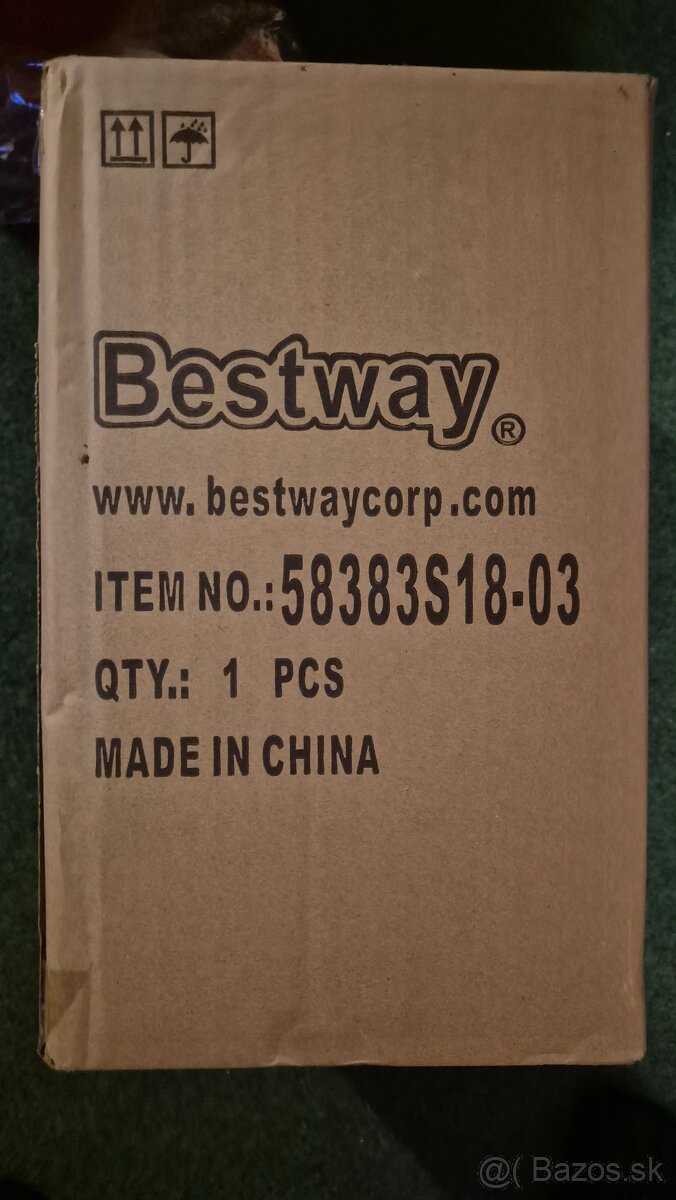 Bestway®
www.bestwaycorp.com
ITEM NO.:58383S18-03
QTY.: 1 PCS
MADE IN CHINA
@( Bazos.sk